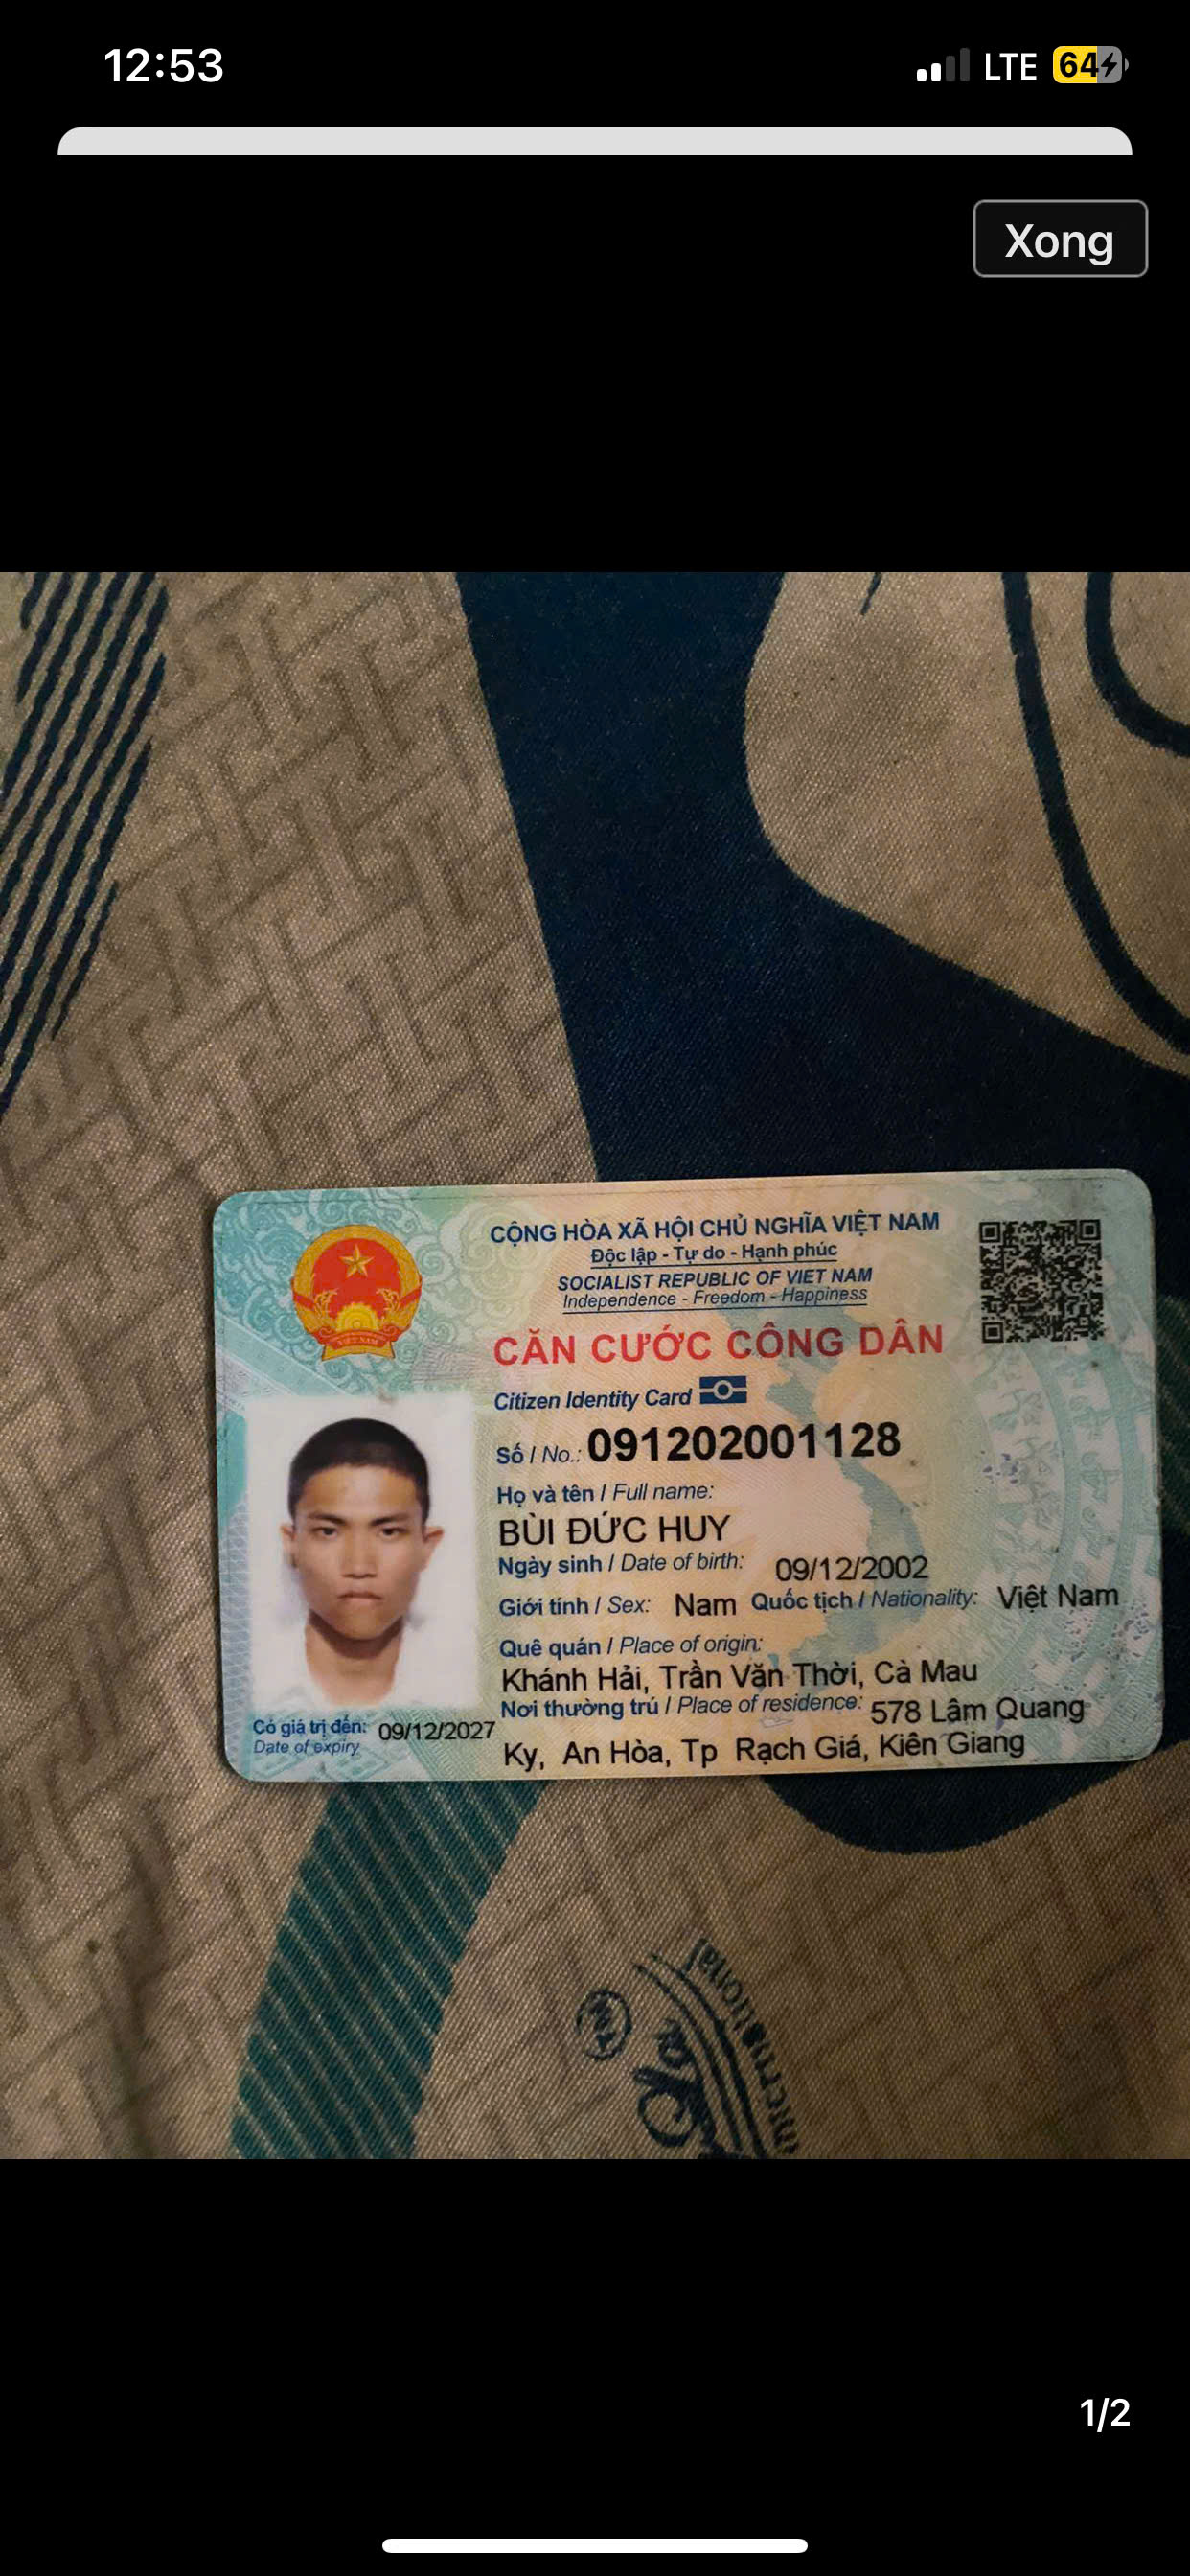 12:53
LTE 64
Xong
CỘNG HÒA XÃ HỘI CHỦ NGHĨA VIỆT NAM
Độc lập - Tự do - Hạnh phúc
SOCIALIST REPUBLIC OF VIET NAM
Independence - Freedom - Happiness
CĂN CƯỚC CÔNG DÂN
Citizen Identity Card
Số / No.: 091202001128
Họ và tên / Full name:
BÙI ĐỨC HUY
Ngày sinh / Date of birth: 09/12/2002
Giới tính / Sex: Nam Quốc tịch / Nationality: Việt Nam
Quê quán / Place of origin:
Khánh Hải, Trần Văn Thời, Cà Mau
Nơi thường trú / Place of residence: 578 Lâm Quang
Ky, An Hòa, Tp Rạch Giá, Kiên Giang
Có giá trị đến: 09/12/2027
Date of expiry
VIỆT NAM
International
1/2